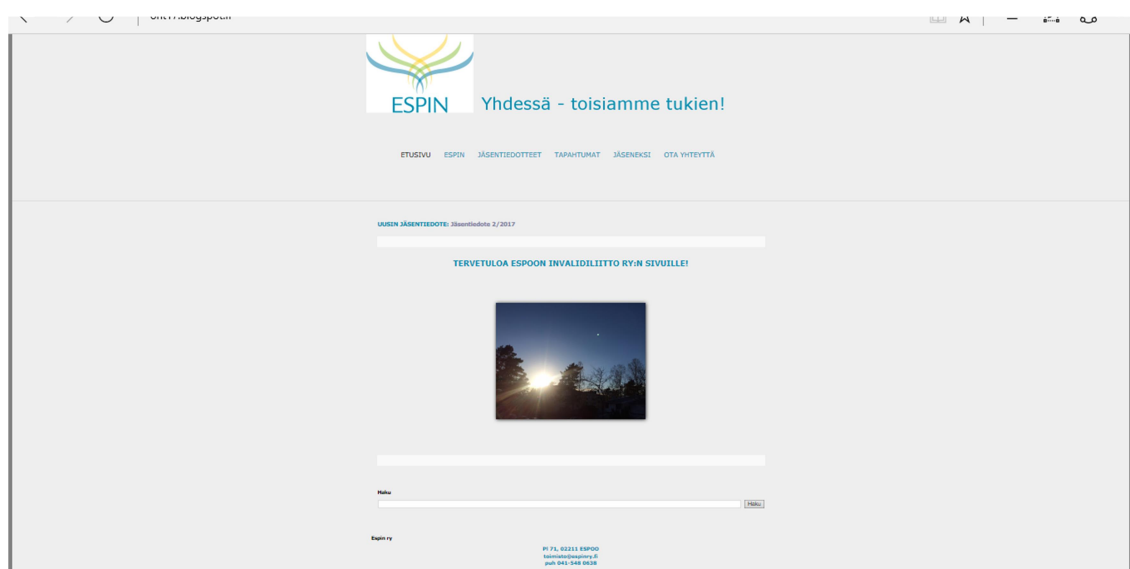 ESPIN
Yhdessä - toisiamme tukien!
ETUSIVU ESPIN JÄSENTIEDOTTEET TAPAHTUMAT JÄSENEKSI OTA YHTEYTTÄ
UUSIN JÄSENTIEDOTE: Jäsentiedote 2/2017
TERVETULOA ESPOON INVALIDILIITTO RY:N SIVUILLE!
Haku
Haku
Espin ry
Pl 71, 02211 ESPOO
toimisto@espinry.fi
puh 041-548 0638